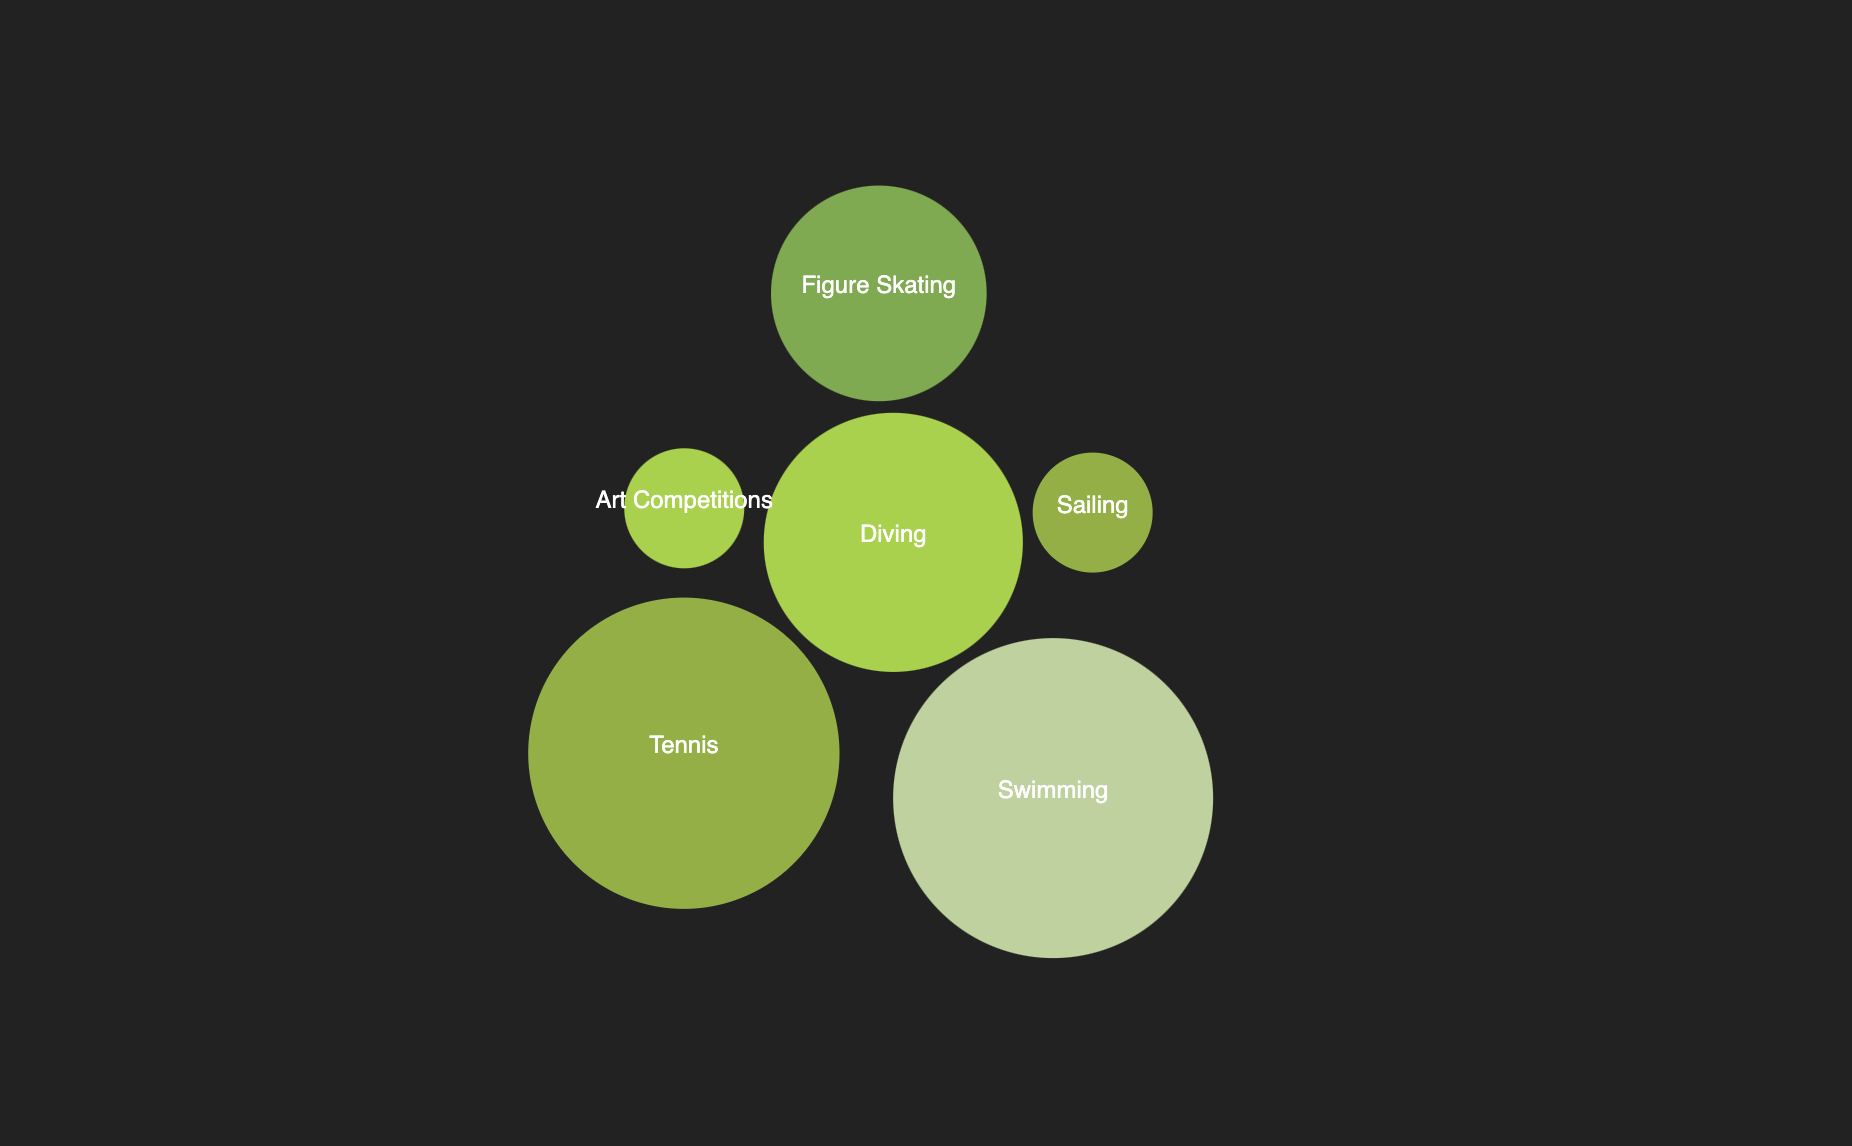 Figure Skating
Art Competitions
Sailing
Diving
Tennis
Swimming